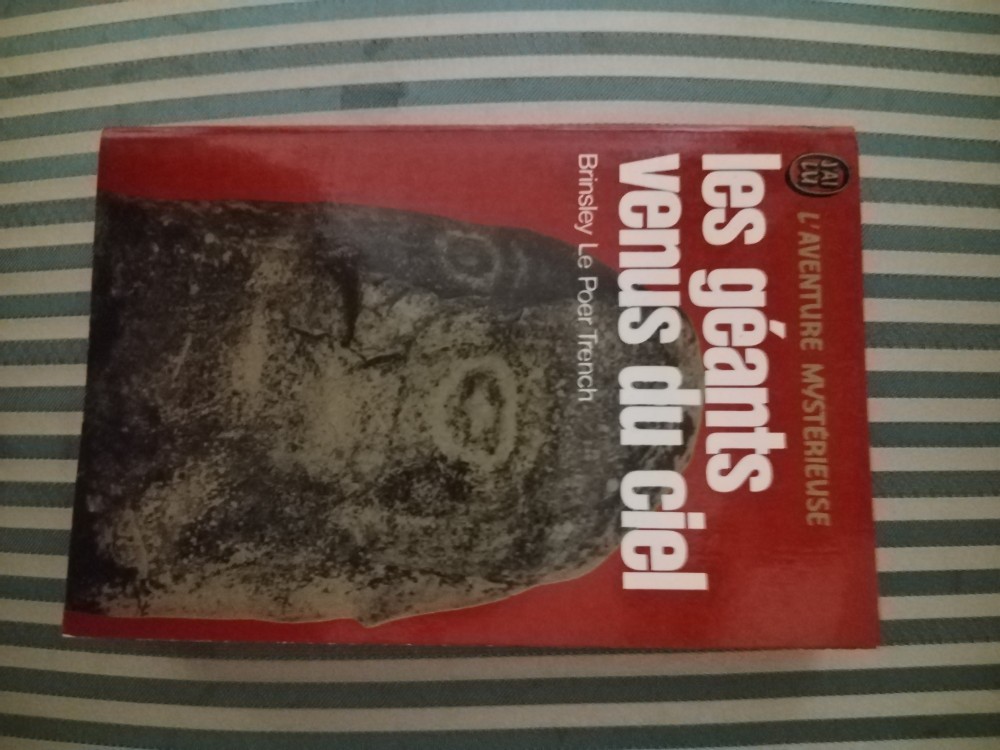 J'AI
LU
L'AVENTURE MYSTÉRIEUSE
les géants
venus du ciel
Brinsley Le Poer Trench